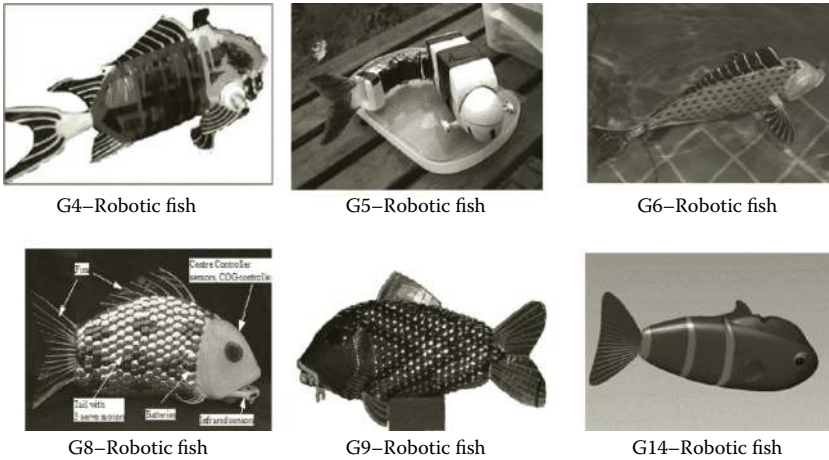 G4–Robotic fish
G5–Robotic fish
G6–Robotic fish
Fins
Centre Controller
sensors, COG controlle
Tail with
3 servo motors
Batteries
Infrared sensors
G8–Robotic fish
G9–Robotic fish
G14–Robotic fish